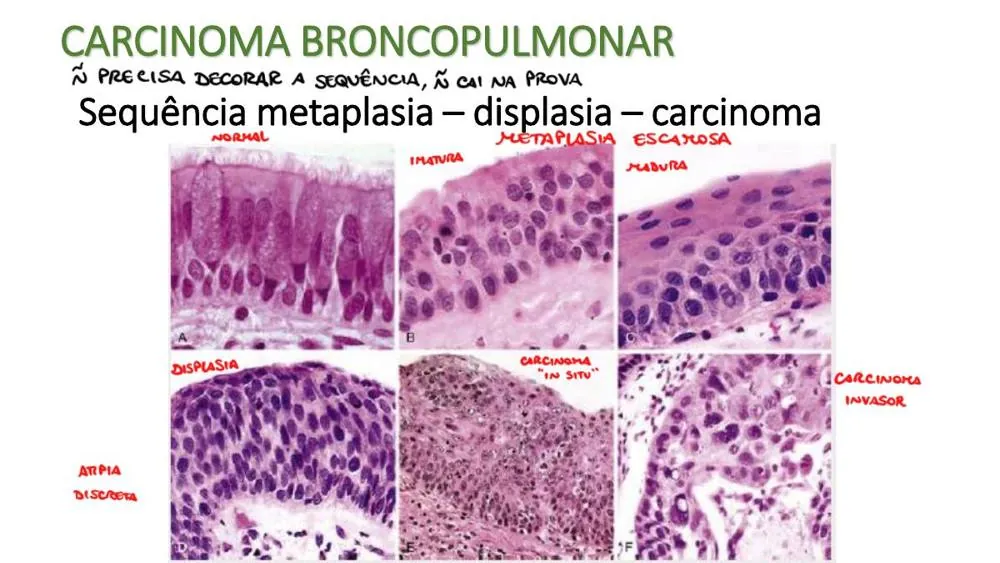 CARCINOMA BRONCOPULMONAR
Ñ PRECISA DECORAR A SEQUÊNCIA, Ñ CAI NA PROVA
Sequência metaplasia – displasia – carcinoma
NORMAL
METAPLASIA ESCAMOSA
IMATURA
MADURA
A
B
C
DISPLASIA
CARCINOMA
"IN SITU"
CARCINOMA
INVASOR
ATIPIA
DISCRETA
D
E
F